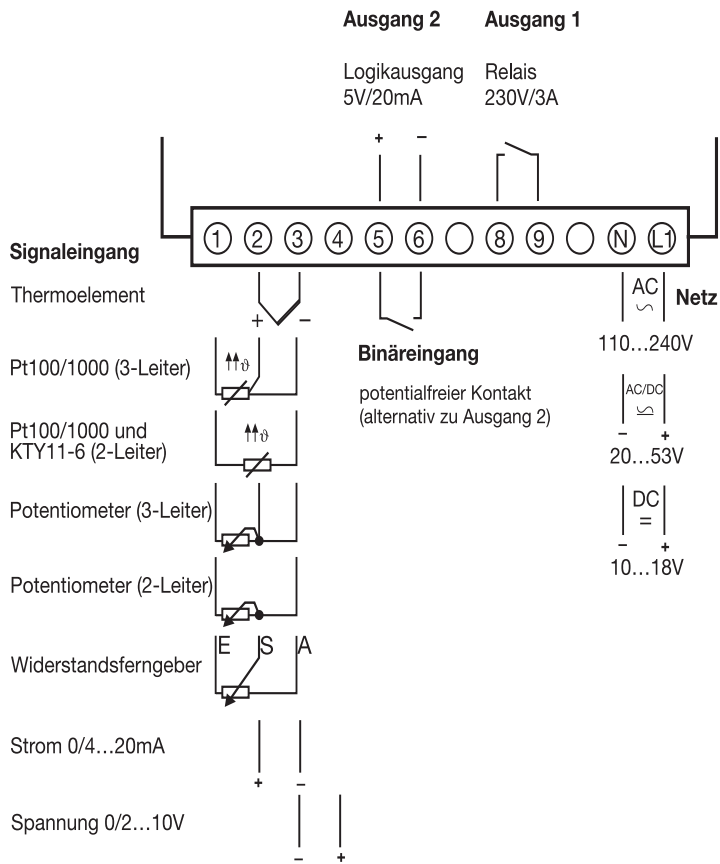 Ausgang 2 Ausgang 1
Logikausgang Relais
5V/20mA 230V/3A
+ −
1 2 3 4 5 6 8 9 N L1
Signaleingang
Thermoelement
+ −
AC Netz
110...240V
Binäreingang
potentialfreier Kontakt
(alternativ zu Ausgang 2)
AC/DC
− +
20...53V
DC
=
− +
10...18V
Pt100/1000 (3-Leiter)
ϑ
Pt100/1000 und
KTY11-6 (2-Leiter)
ϑ
Potentiometer (3-Leiter)
Potentiometer (2-Leiter)
E S A
Widerstandsferngeber
Strom 0/4...20mA
+ −
Spannung 0/2...10V
− +